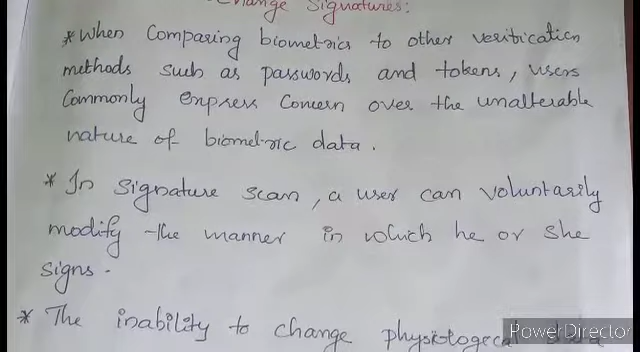 Change Signatures:
* When Comparing biometrics to other verification
methods such as passwords and tokens, users
Commonly express Concern over the unalterable
nature of biometric data.
* In Signature scan, a user can voluntarily
modify the manner in which he or she
signs.
* The inability to change physiological
PowerDirector